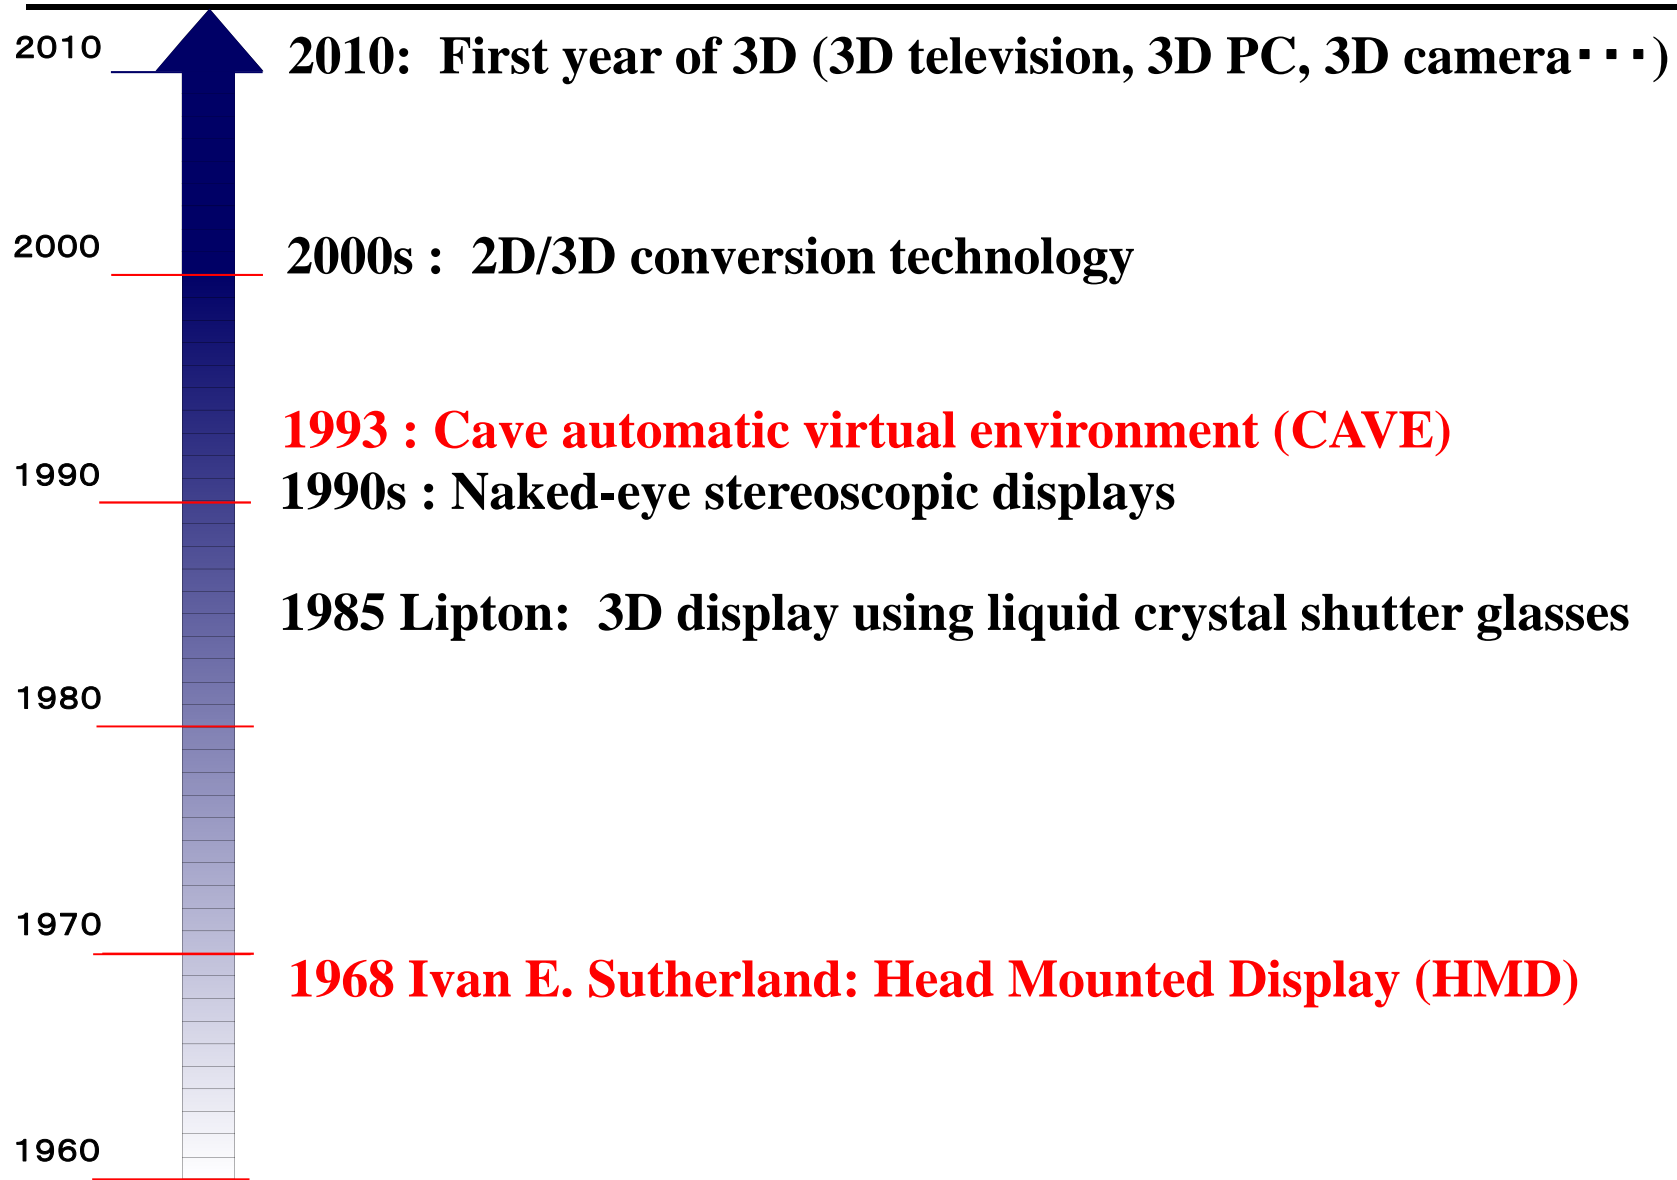 2010
2010:  First year of 3D (3D television, 3D PC, 3D camera・・・)
2000
2000s :  2D/3D conversion technology
1993 : Cave automatic virtual environment (CAVE)
1990
1990s : Naked-eye stereoscopic displays
1985 Lipton:  3D display using liquid crystal shutter glasses
1980
1970
1968 Ivan E. Sutherland: Head Mounted Display (HMD)
1960